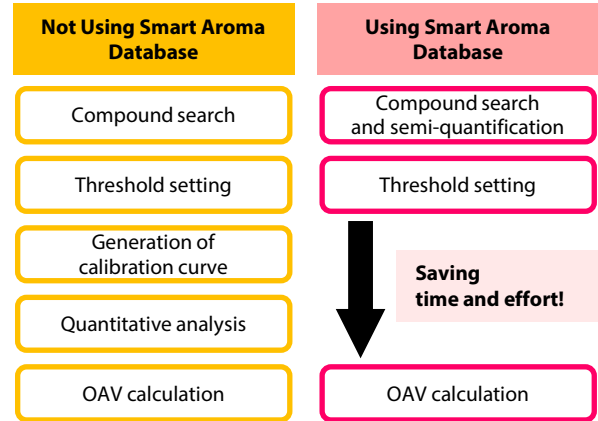 Not Using Smart Aroma
Database
Compound search
Threshold setting
Generation of
calibration curve
Quantitative analysis
OAV calculation
Using Smart Aroma
Database
Compound search
and semi-quantification
Threshold setting
Saving
time and effort!
OAV calculation